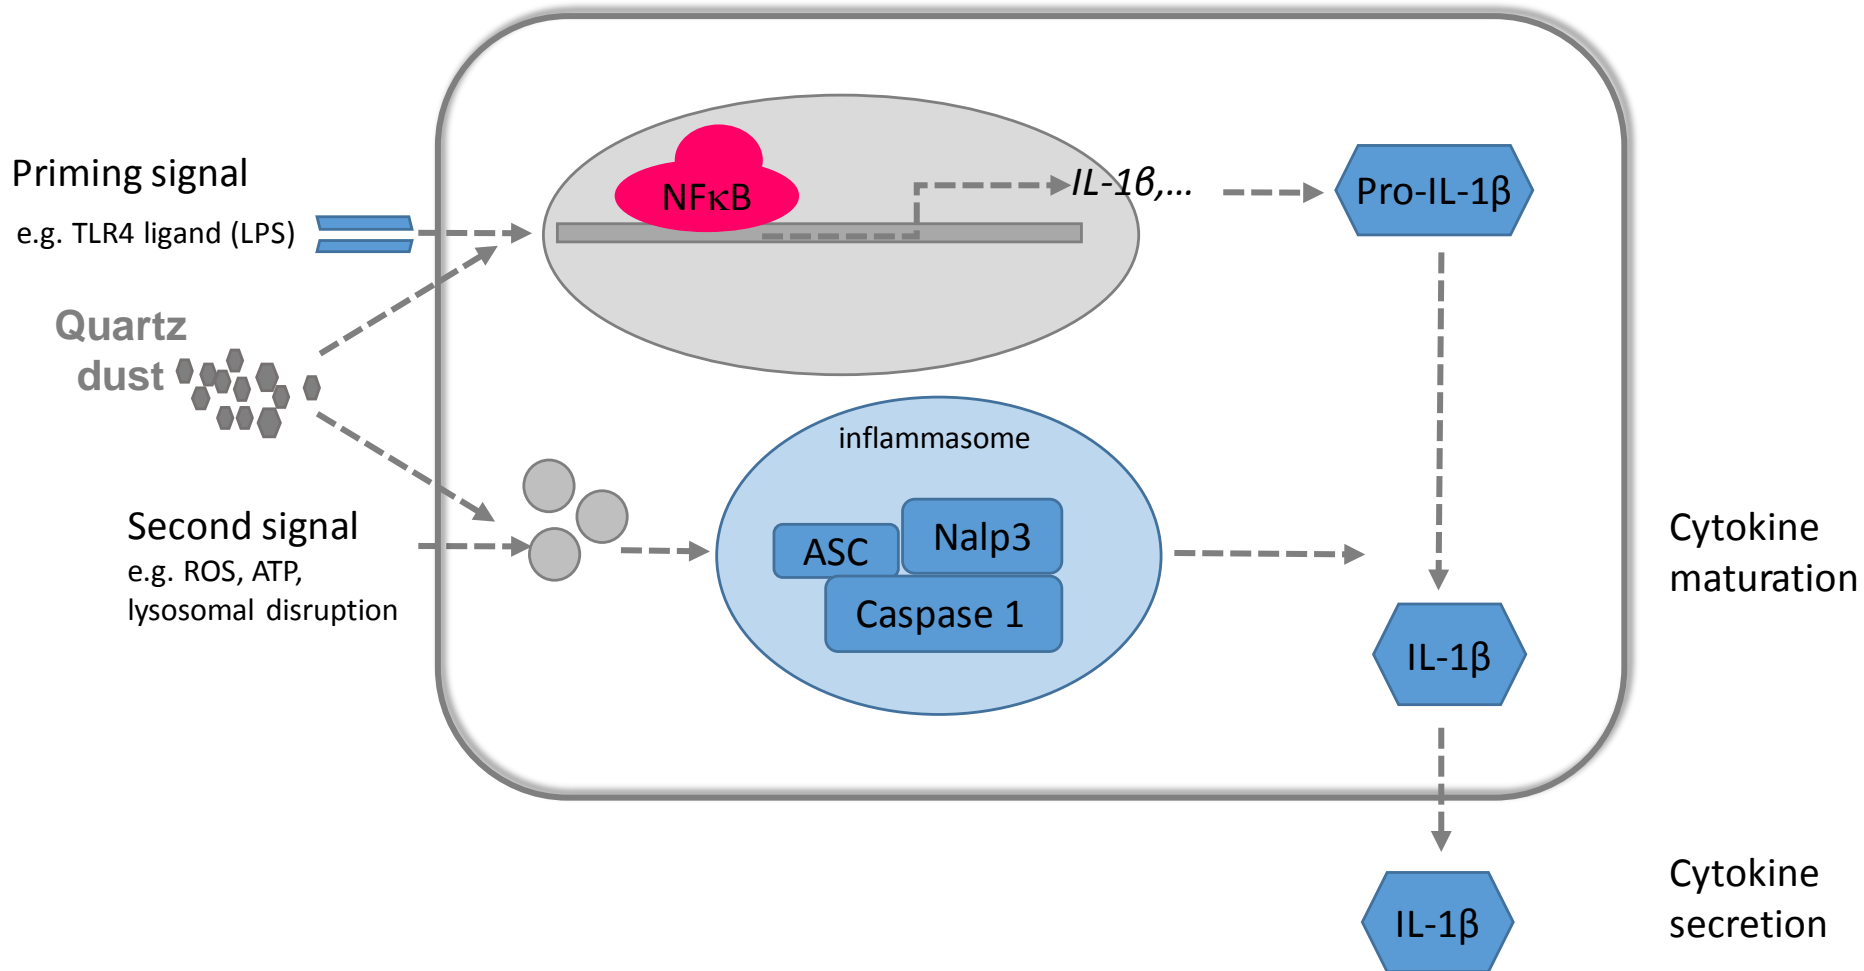 Priming signal
e.g. TLR4 ligand (LPS)
Quartz
dust
Second signal
e.g. ROS, ATP,
lysosomal disruption
NFκB
IL-1β,...
Pro-IL-1β
inflammasome
ASC
Nalp3
Caspase 1
IL-1β
Cytokine
maturation
IL-1β
Cytokine
secretion